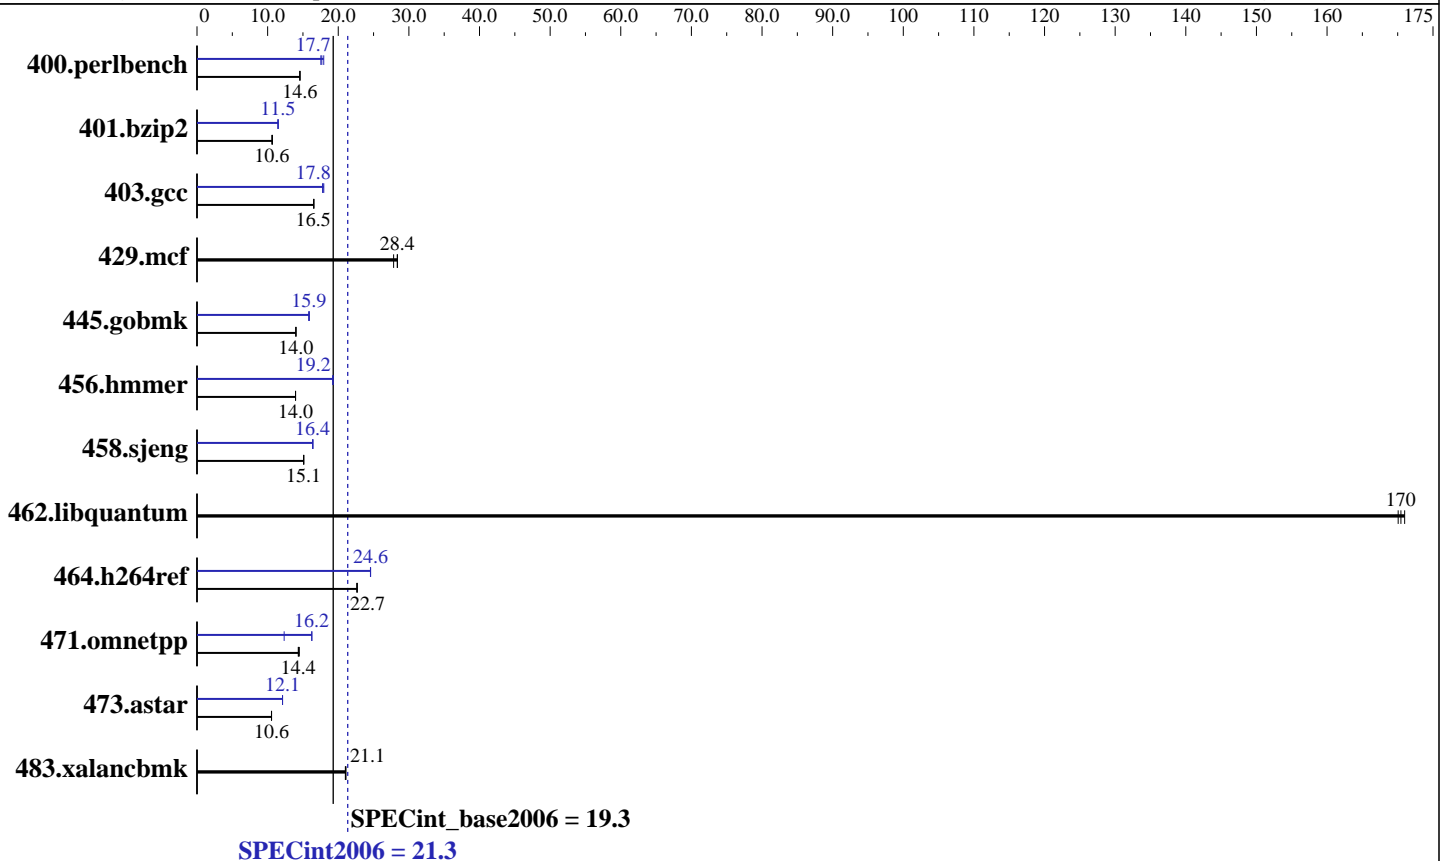 0 10.0 20.0 30.0 40.0 50.0 60.0 70.0 80.0 90.0 100 110 120 130 140 150 160 175
17.7
400.perlbench
14.6
11.5
401.bzip2
10.6
17.8
403.gcc
16.5
28.4
429.mcf
15.9
445.gobmk
14.0
19.2
456.hmmer
14.0
16.4
458.sjeng
15.1
170
462.libquantum
24.6
464.h264ref
22.7
16.2
471.omnetpp
14.4
12.1
473.astar
10.6
21.1
483.xalancbmk
SPECint_base2006 = 19.3
SPECint2006 = 21.3